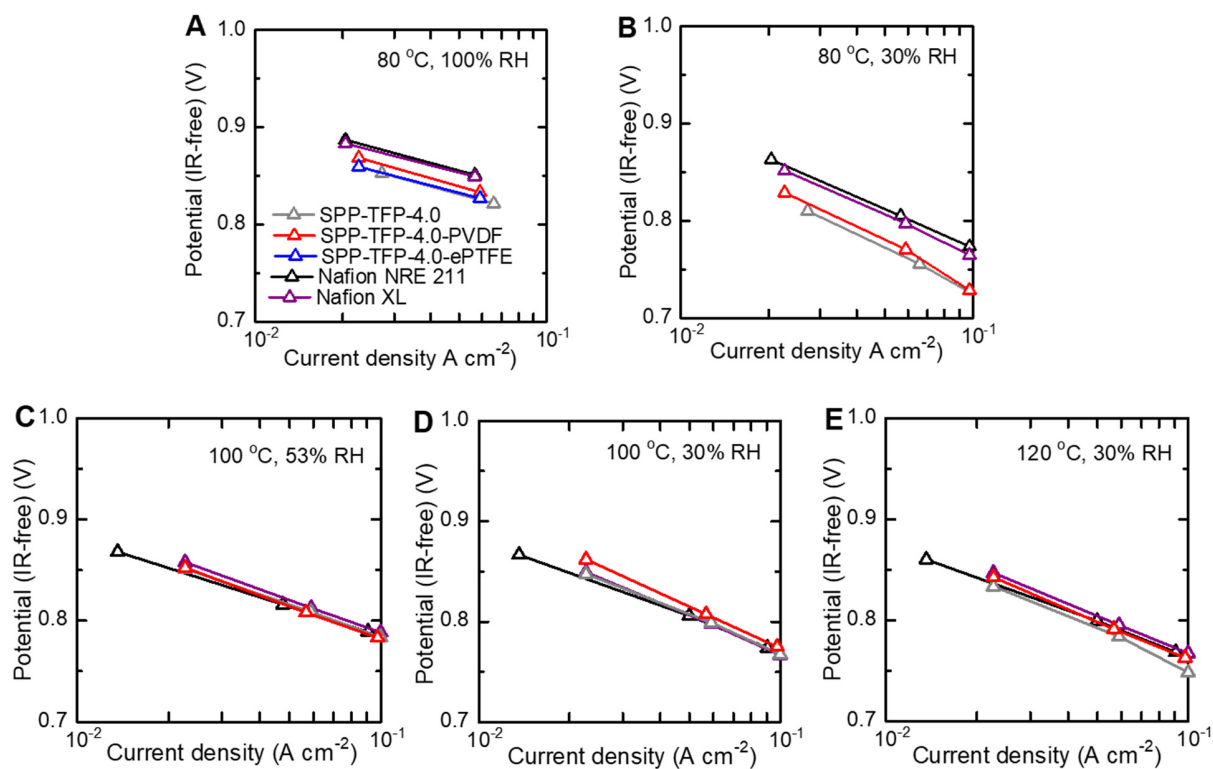 A
80 °C, 100% RH
Potential (IR-free) (V)
1.0
0.9
0.8
0.7
SPP-TFP-4.0
SPP-TFP-4.0-PVDF
SPP-TFP-4.0-ePTFE
Nafion NRE 211
Nafion XL
10⁻²
10⁻¹
Current density A cm⁻²)
B
80 °C, 30% RH
Potential (IR-free) (V)
1.0
0.9
0.8
0.7
10⁻²
10⁻¹
Current density A cm⁻²)
C
100 °C, 53% RH
Potential (IR-free) (V)
1.0
0.9
0.8
0.7
10⁻²
10⁻¹
Current density (A cm⁻²)
D
100 °C, 30% RH
Potential (IR-free) (V)
1.0
0.9
0.8
0.7
10⁻²
10⁻¹
Current density (A cm⁻²)
E
120 °C, 30% RH
Potential (IR-free) (V)
1.0
0.9
0.8
0.7
10⁻²
10⁻¹
Current density (A cm⁻²)